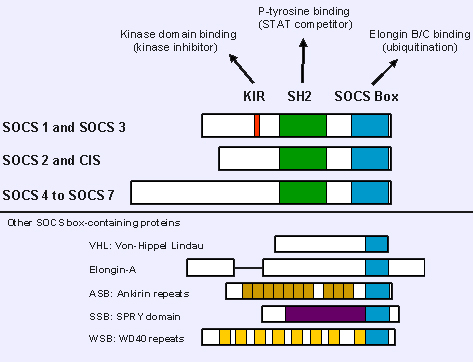 P-tyrosine binding
(STAT competitor)
Kinase domain binding
(kinase inhibitor)
Elongin B/C binding
(ubiquitination)
KIR SH2 SOCS Box
SOCS 1 and SOCS 3
SOCS 2 and CIS
SOCS 4 to SOCS 7
Other SOCS box-containing proteins
VHL: Von-Hippel Lindau
Elongin-A
ASB: Ankirin repeats
SSB: SPRY domain
WSB: WD40 repeats